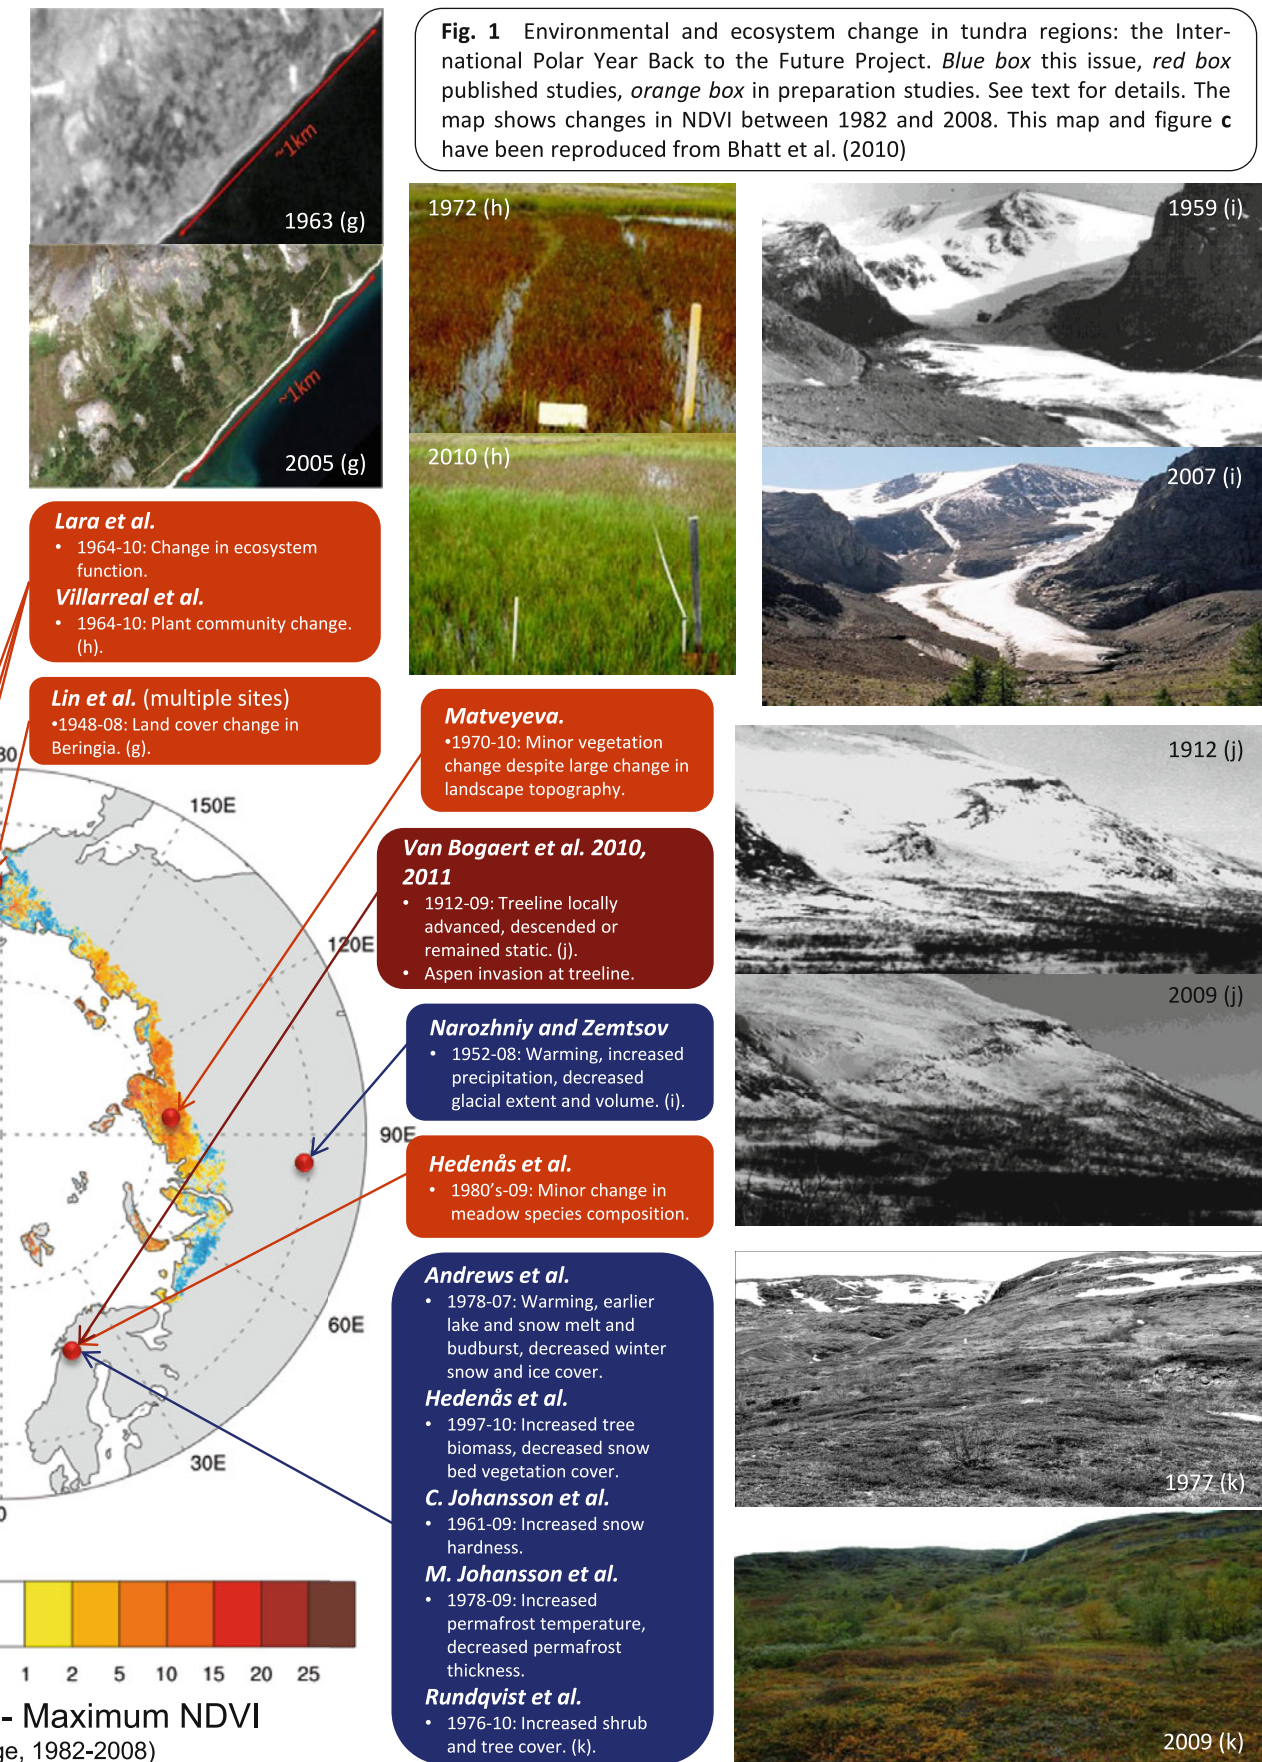 Fig. 1 Environmental and ecosystem change in tundra regions: the Inter-
national Polar Year Back to the Future Project. Blue box this issue, red box
published studies, orange box in preparation studies. See text for details. The
map shows changes in NDVI between 1982 and 2008. This map and figure c
have been reproduced from Bhatt et al. (2010)
~1km
1963 (g)
~1km
2005 (g)
1972 (h)
2010 (h)
1959 (i)
2007 (i)
Lara et al.
• 1964-10: Change in ecosystem
function.
Villarreal et al.
• 1964-10: Plant community change.
(h).
Lin et al. (multiple sites)
•1948-08: Land cover change in
Beringia. (g).
Matveyeva.
•1970-10: Minor vegetation
change despite large change in
landscape topography.
Van Bogaert et al. 2010,
2011
• 1912-09: Treeline locally
advanced, descended or
remained static. (j).
• Aspen invasion at treeline.
Narozhniy and Zemtsov
• 1952-08: Warming, increased
precipitation, decreased
glacial extent and volume. (i).
Hedenås et al.
• 1980's-09: Minor change in
meadow species composition.
Andrews et al.
• 1978-07: Warming, earlier
lake and snow melt and
budburst, decreased winter
snow and ice cover.
Hedenås et al.
• 1997-10: Increased tree
biomass, decreased snow
bed vegetation cover.
C. Johansson et al.
• 1961-09: Increased snow
hardness.
M. Johansson et al.
• 1978-09: Increased
permafrost temperature,
decreased permafrost
thickness.
Rundqvist et al.
• 1976-10: Increased shrub
and tree cover. (k).
1912 (j)
2009 (j)
1977 (k)
2009 (k)
80
150E
120E
90E
60E
30E
0
1 2 5 10 15 20 25
- Maximum NDVI
ge, 1982-2008)